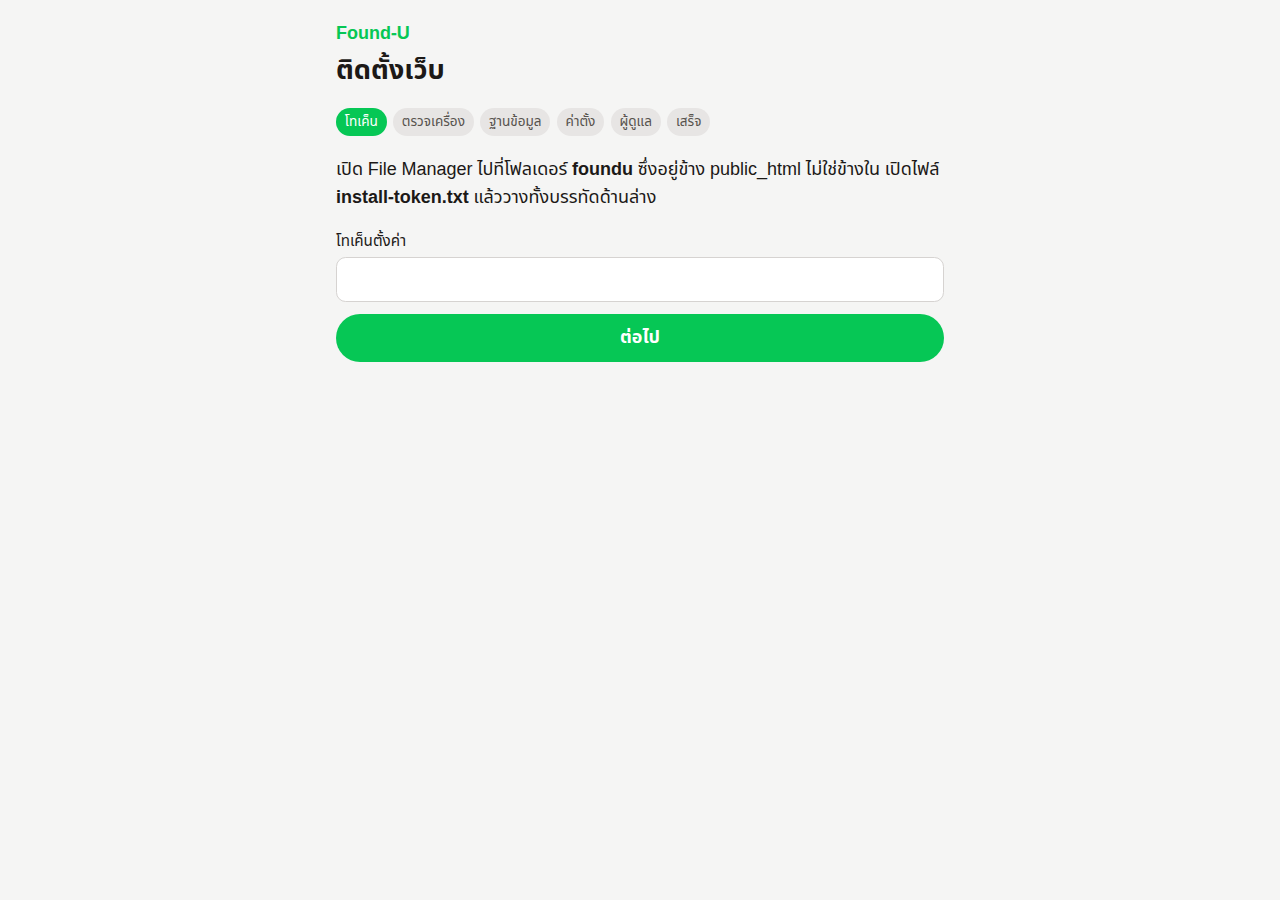 Found-U
ติดตั้งเว็บ
โทเค็น ตรวจเครื่อง ฐานข้อมูล ค่าตั้ง ผู้ดูแล เสร็จ
เปิด File Manager ไปที่โฟลเดอร์ foundu ซึ่งอยู่ข้าง public_html ไม่ใช่ข้างใน เปิดไฟล์
install-token.txt แล้ววางทั้งบรรทัดด้านล่าง
โทเค็นตั้งค่า
ต่อไป